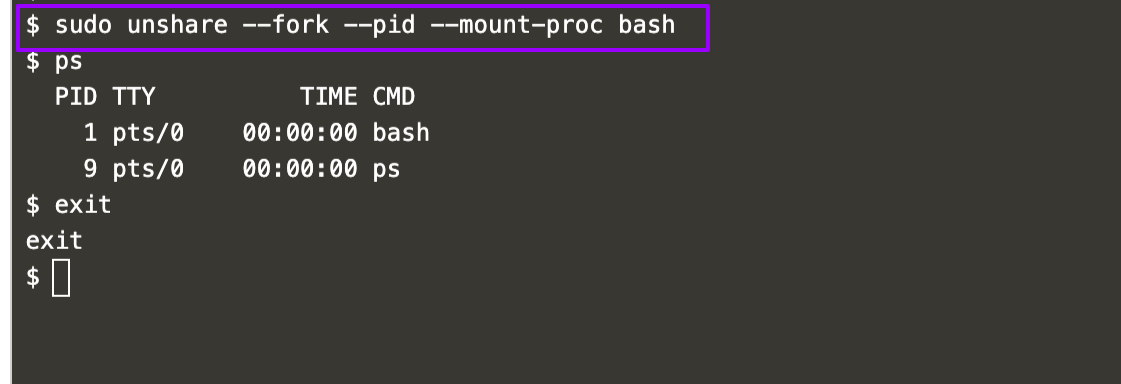 $ sudo unshare --fork --pid --mount-proc bash
$ ps
  PID TTY          TIME CMD
    1 pts/0    00:00:00 bash
    9 pts/0    00:00:00 ps
$ exit
exit
$